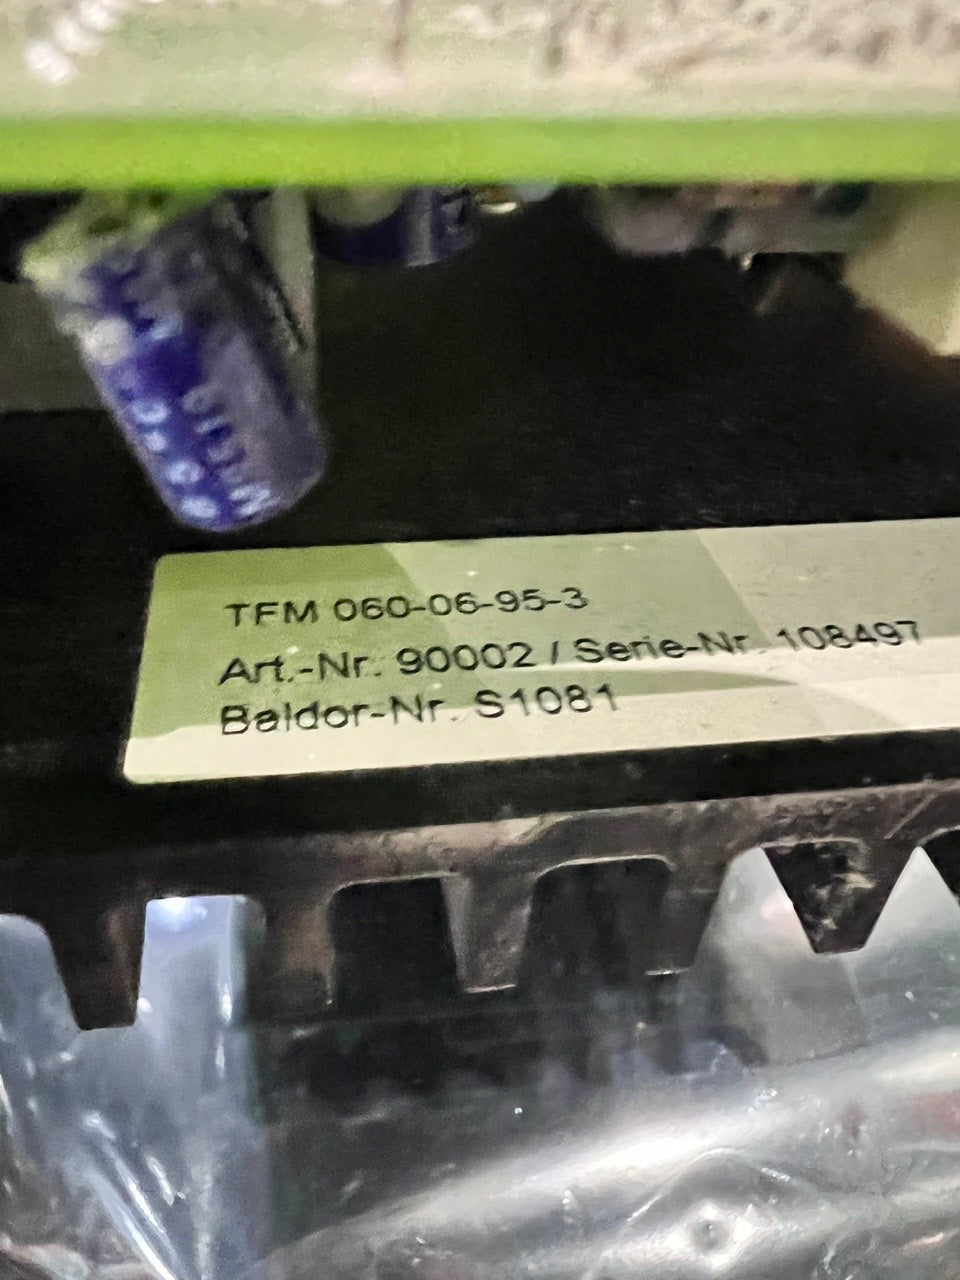 TFM 060-06-95-3
Art.-Nr.: 90002 / Serie-Nr. 108497
Baldor-Nr. S1081